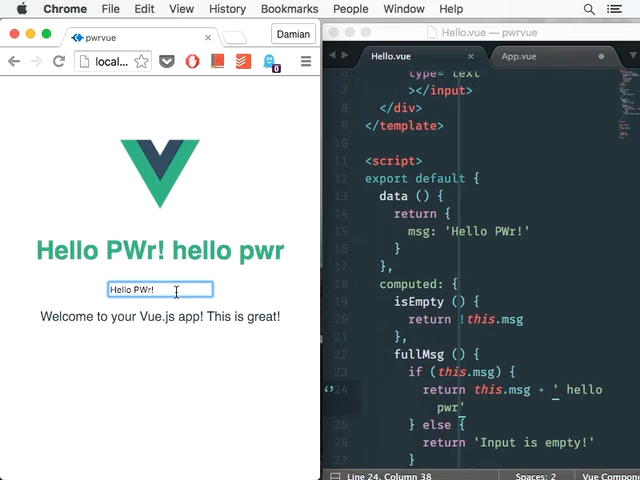 Chrome File Edit View History Bookmarks People Window Help
pwrvue
Damian
local...
0
Hello PWr! hello pwr
Hello PWr!
Welcome to your Vue.js app! This is great!
Hello.vue — pwrvue
Hello.vue
App.vue
6 type="text"
7 ></input>
8 </div>
9 </template>
10
11 <script>
12 export default {
13 data () {
14 return {
15 msg: 'Hello PWr!'
16 }
17 },
18 computed: {
19 isEmpty () {
20 return !this.msg
21 },
22 fullMsg () {
23 if (this.msg) {
24 return this.msg + ' hello
pwr'
25 } else {
26 return 'Input is empty!'
27 }
Line 24, Column 38
Spaces: 2
Vue Compone